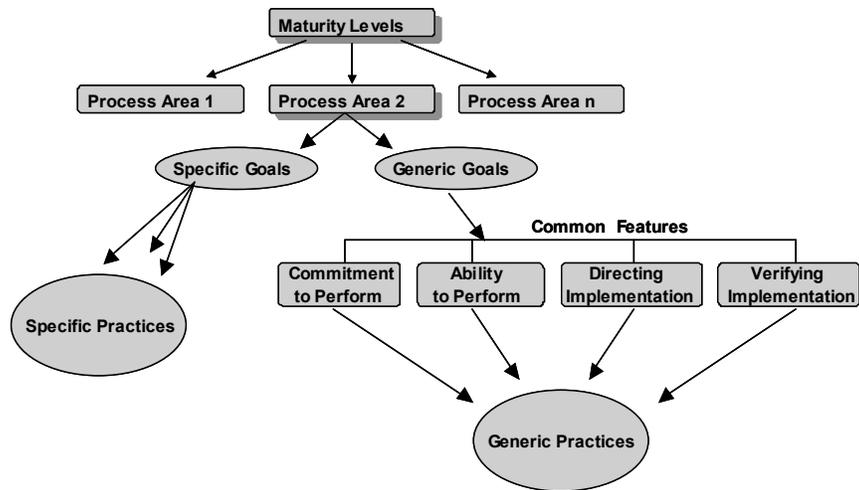 Maturity Levels
Process Area 1
Process Area 2
Process Area n
Specific Goals
Generic Goals
Common Features
Commitment
to Perform
Ability
to Perform
Directing
Implementation
Verifying
Implementation
Specific Practices
Generic Practices